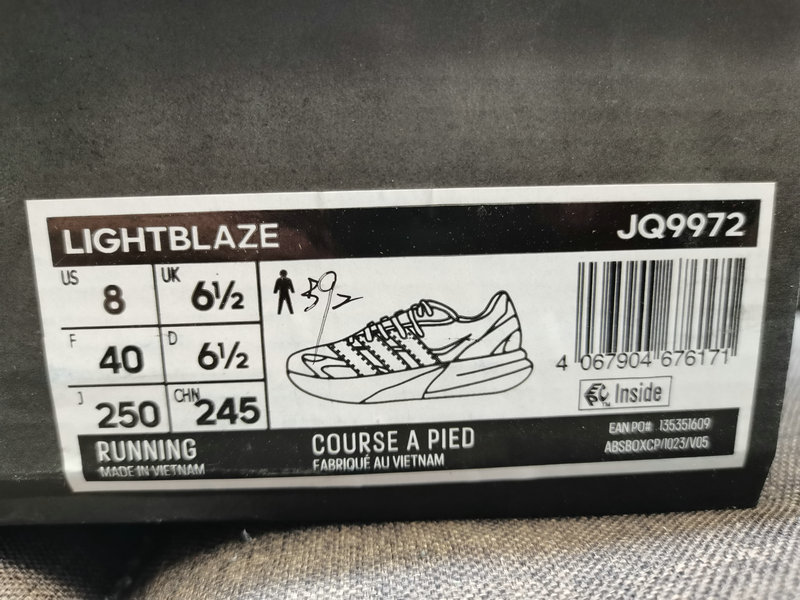 LIGHTBLAZE JQ9972
US 8 UK 6½
F 40 D 6½
J 250 CHN 245
4 067904 676171
Inside
RUNNING
MADE IN VIETNAM
COURSE A PIED
FABRIQUÉ AU VIETNAM
EAN PO# 135351609
ABSBOXCP/1023/V05